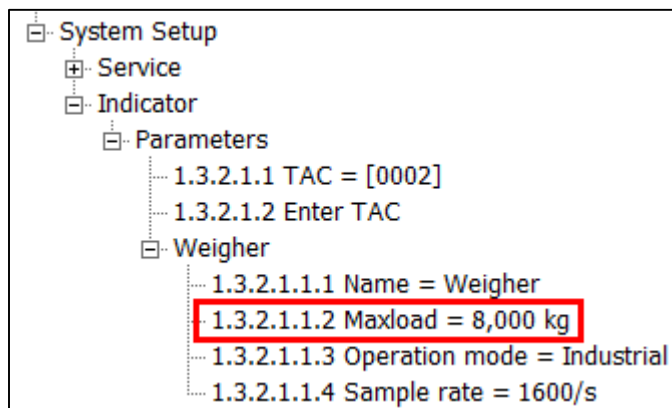 System Setup
Service
Indicator
Parameters
1.3.2.1.1 TAC = [0002]
1.3.2.1.2 Enter TAC
Weigher
1.3.2.1.1.1 Name = Weigher
1.3.2.1.1.2 Maxload = 8,000 kg
1.3.2.1.1.3 Operation mode = Industrial
1.3.2.1.1.4 Sample rate = 1600/s